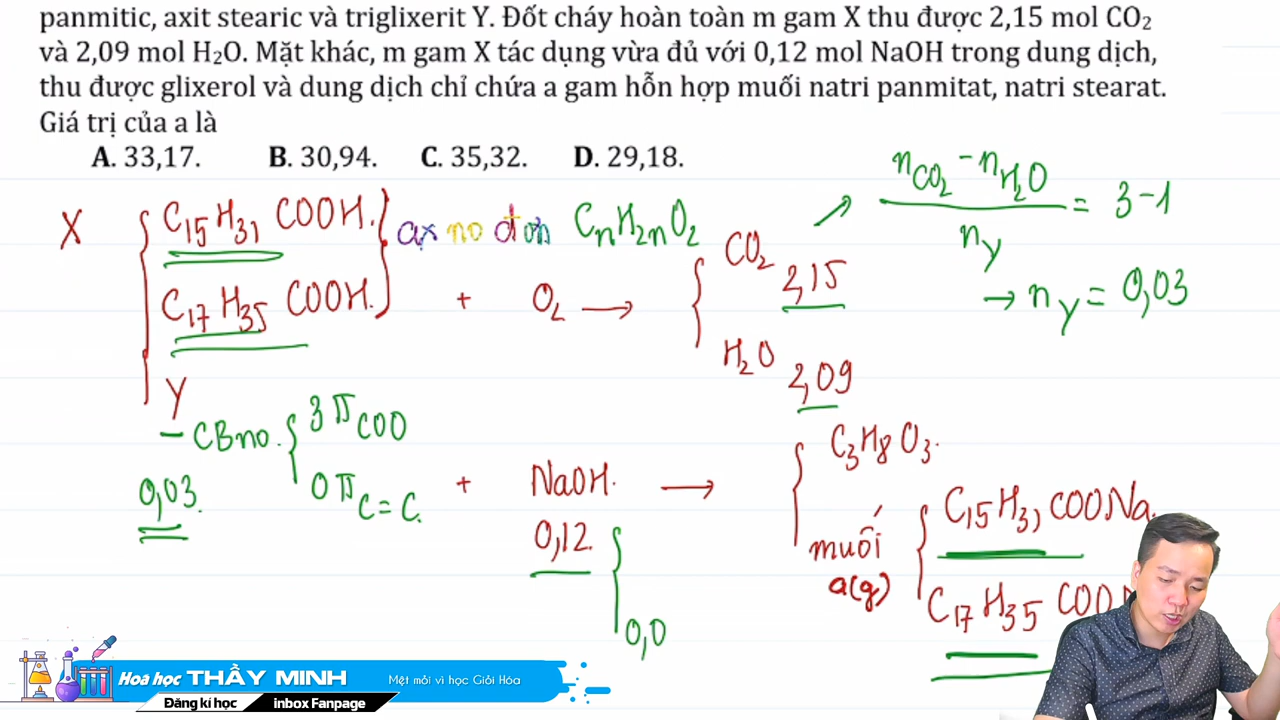 panmitic, axit stearic và triglixerit Y. Đốt cháy hoàn toàn m gam X thu được 2,15 mol CO₂
và 2,09 mol H₂O. Mặt khác, m gam X tác dụng vừa đủ với 0,12 mol NaOH trong dung dịch,
thu được glixerol và dung dịch chỉ chứa a gam hỗn hợp muối natri panmitat, natri stearat.
Giá trị của a là
A. 33,17. B. 30,94. C. 35,32. D. 29,18.
X
C₁₅H₃₁COOH.
ax no đơn CₙH₂ₙO₂
C₁₇H₃₅COOH.
+ O₂ →
CO₂ 2,15
H₂O 2,09
nCO₂ - nH₂O / nY = 3-1
→ nY = 0,03
Y
CB no.
3 π COO
0 π C=C.
0,03.
+ NaOH. →
0,12.
0,0
C₃H₈O₃.
muối
a(g)
C₁₅H₃₁COONa.
C₁₇H₃₅COO
Hoá học THẦY MINH
Mệt mỏi vì học Giỏi Hóa
Đăng kí học inbox Fanpage